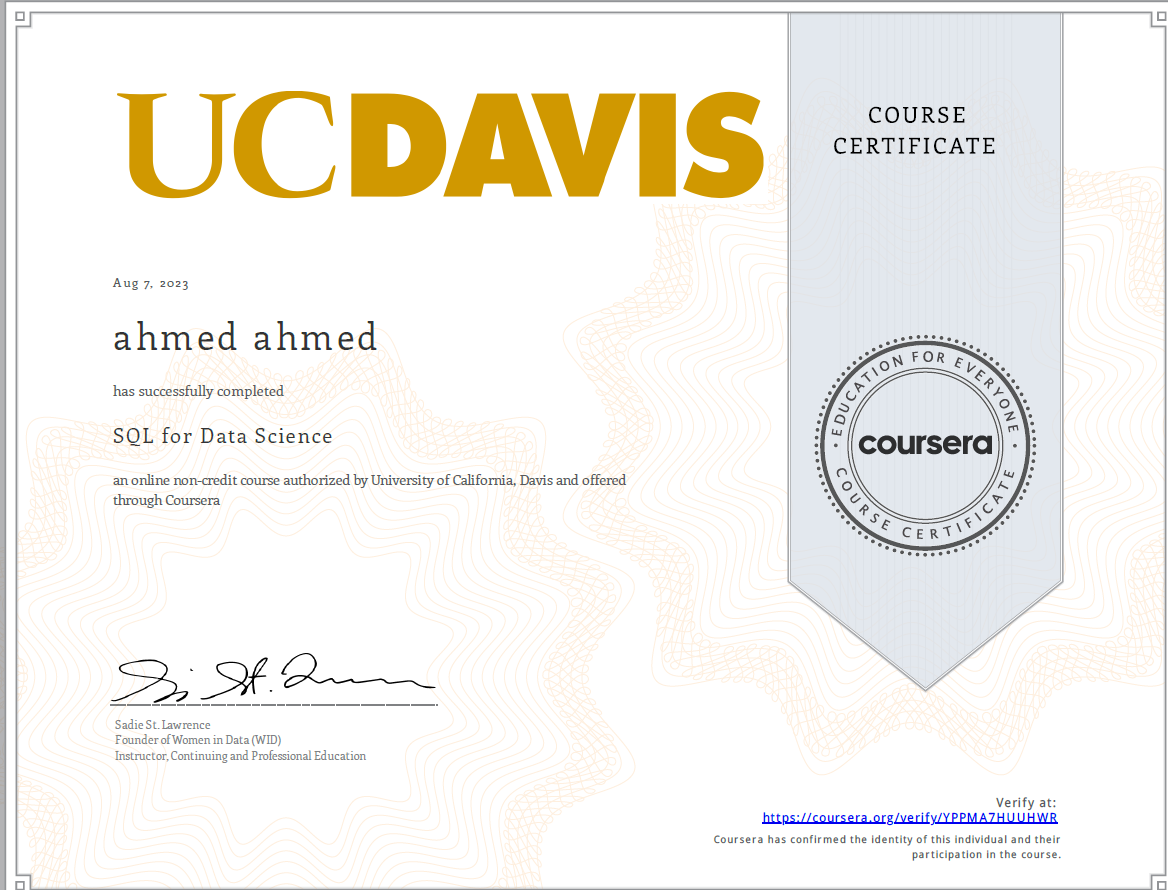 UCDAVIS
COURSE
CERTIFICATE
Aug 7, 2023
ahmed ahmed
has successfully completed
SQL for Data Science
an online non-credit course authorized by University of California, Davis and offered
through Coursera
EDUCATION FOR EVERYONE
coursera
COURSE CERTIFICATE
Sadie St. Lawrence
Founder of Women in Data (WID)
Instructor, Continuing and Professional Education
Verify at:
https://coursera.org/verify/YPPMA7HUUHWR
Coursera has confirmed the identity of this individual and their
participation in the course.